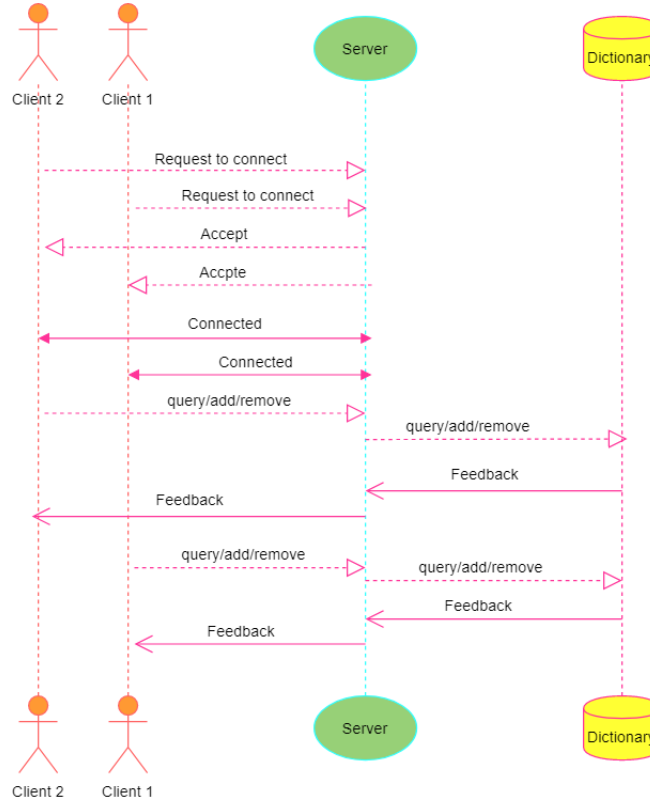 Server
Dictionary
Client 2
Client 1
Request to connect
Request to connect
Accept
Accpte
Connected
Connected
query/add/remove
query/add/remove
Feedback
Feedback
query/add/remove
query/add/remove
Feedback
Feedback
Server
Dictionary
Client 2
Client 1